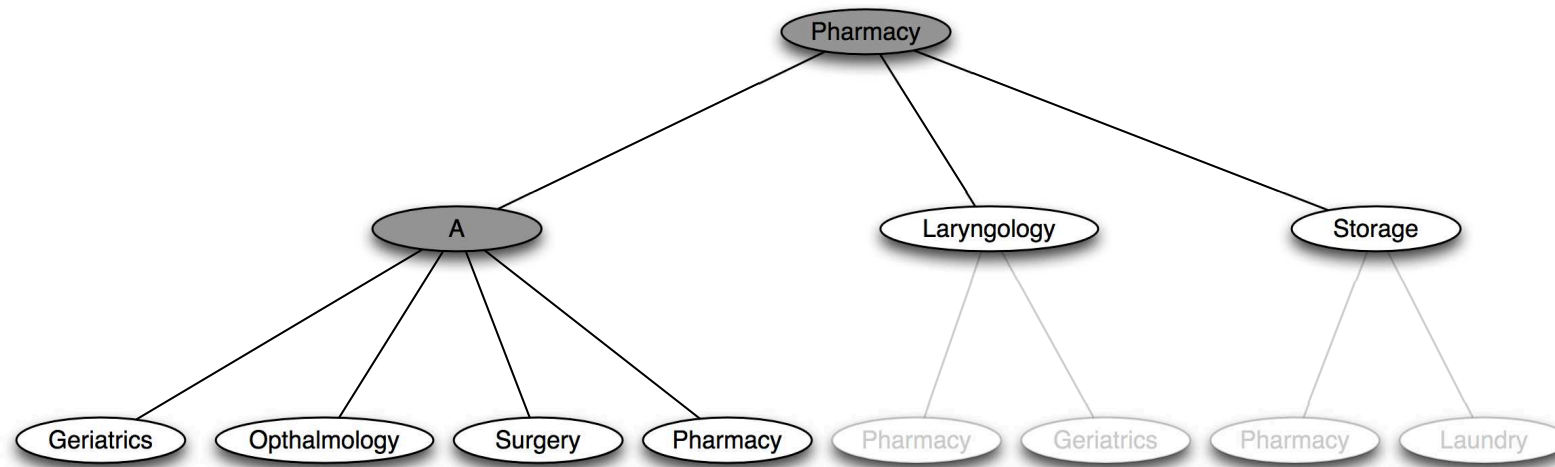 Pharmacy
A
Laryngology
Storage
Geriatrics
Opthalmology
Surgery
Pharmacy
Pharmacy
Geriatrics
Pharmacy
Laundry